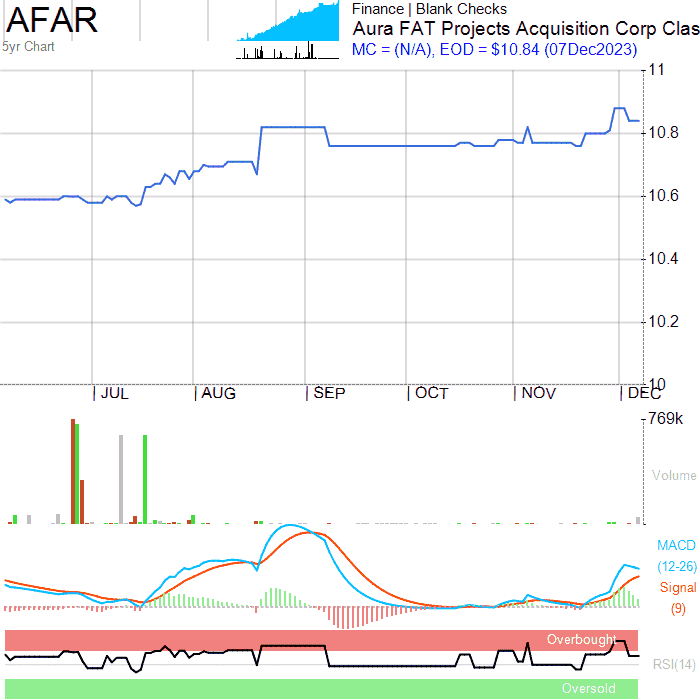 AFAR
5yr Chart
Finance | Blank Checks
Aura FAT Projects Acquisition Corp Clas
MC = (N/A), EOD = $10.84 (07Dec2023)
11
10.8
10.6
10.4
10.2
10
JUL AUG SEP OCT NOV DEC
769k
Volume
MACD
(12-26)
Signal
(9)
Overbought
RSI(14)
Oversold